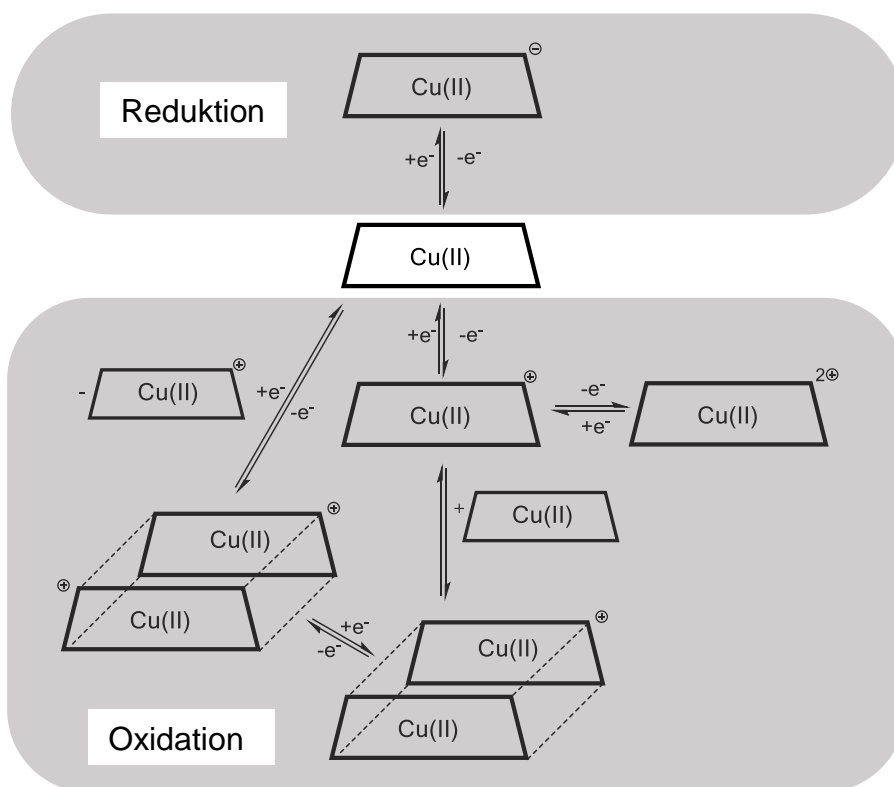 ⊖
Cu(II)
Reduktion
+e⁻ -e⁻
Cu(II)
+e⁻ -e⁻
⊕
- Cu(II)
+e⁻
-e⁻
⊕
Cu(II)
-e⁻
+e⁻
2⊕
Cu(II)
+ Cu(II)
⊕
Cu(II)
⊕
Cu(II)
+e⁻
-e⁻
⊕
Cu(II)
Cu(II)
Oxidation